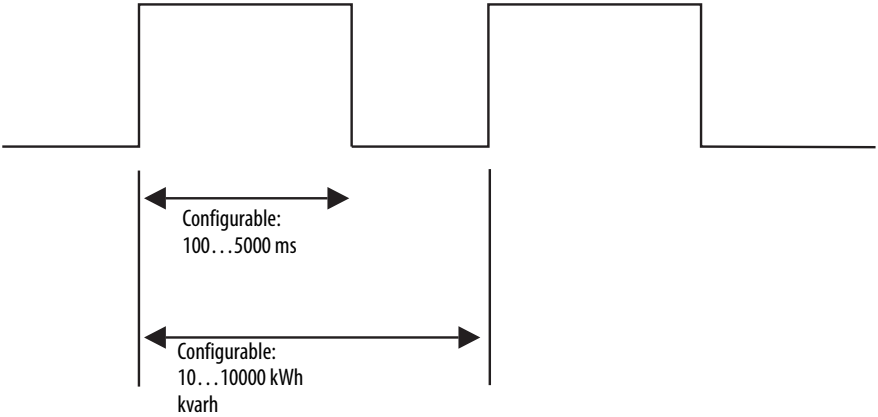 Configurable:
100...5000 ms
Configurable:
10...10000 kWh
kvarh